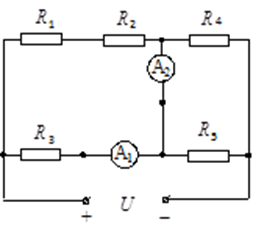 R₁ R₂ R₄
A₂
R₃ A₁ R₅
+ U −